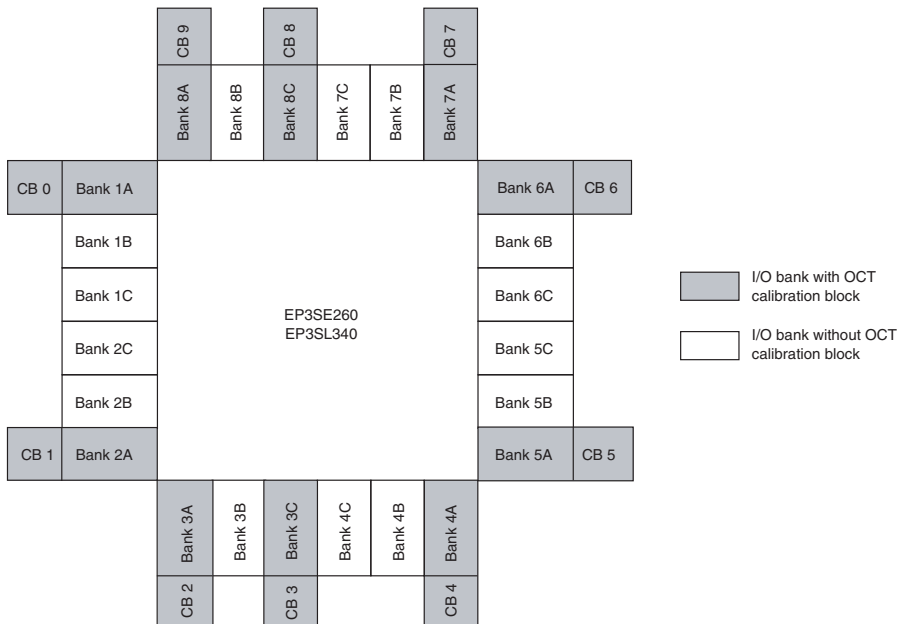 CB 9
CB 8
CB 7
Bank 8A
Bank 8B
Bank 8C
Bank 7C
Bank 7B
Bank 7A
CB 0
Bank 1A
Bank 6A
CB 6
Bank 1B
Bank 6B
Bank 1C
Bank 6C
EP3SE260
EP3SL340
Bank 2C
Bank 5C
Bank 2B
Bank 5B
CB 1
Bank 2A
Bank 5A
CB 5
Bank 3A
Bank 3B
Bank 3C
Bank 4C
Bank 4B
Bank 4A
CB 2
CB 3
CB 4
I/O bank with OCT
calibration block
I/O bank without OCT
calibration block